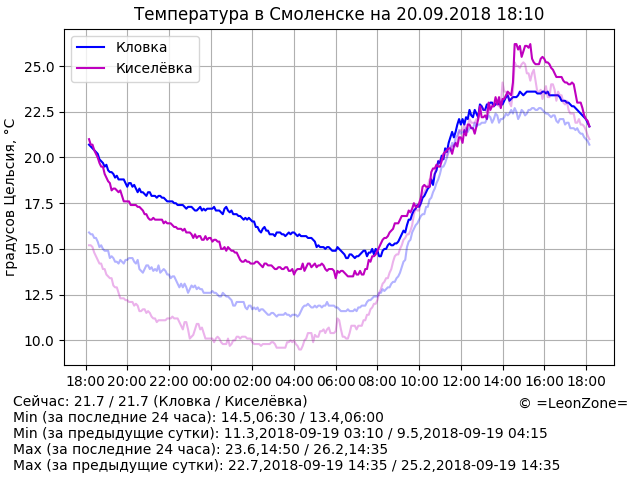 Температура в Смоленске на 20.09.2018 18:10
Кловка
Киселёвка
градусов Цельсия, °C
25.0
22.5
20.0
17.5
15.0
12.5
10.0
18:00 20:00 22:00 00:00 02:00 04:00 06:00 08:00 10:00 12:00 14:00 16:00 18:00
Сейчас: 21.7 / 21.7 (Кловка / Киселёвка)
© =LeonZone=
Min (за последние 24 часа): 14.5,06:30 / 13.4,06:00
Min (за предыдущие сутки): 11.3,2018-09-19 03:10 / 9.5,2018-09-19 04:15
Max (за последние 24 часа): 23.6,14:50 / 26.2,14:35
Max (за предыдущие сутки): 22.7,2018-09-19 14:35 / 25.2,2018-09-19 14:35